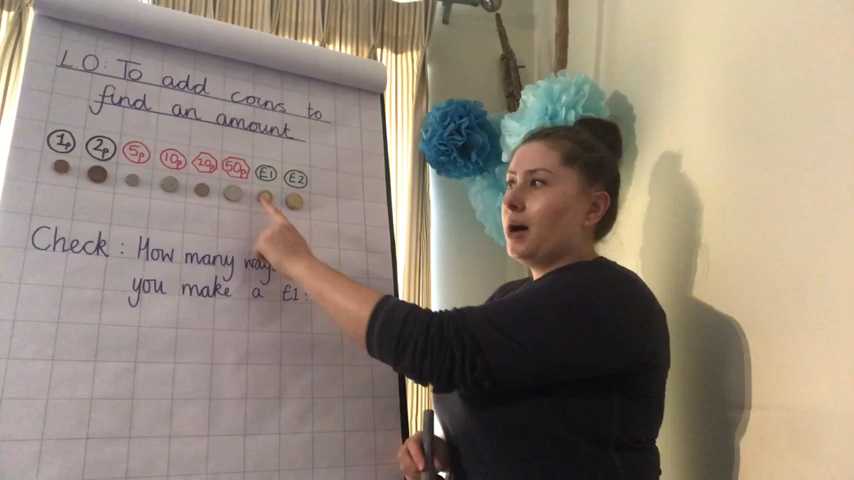 LO: To add coins to
find an amount
1p 2p 5p 10p 20p 50p £1 £2
Check: How many
you make a £1?